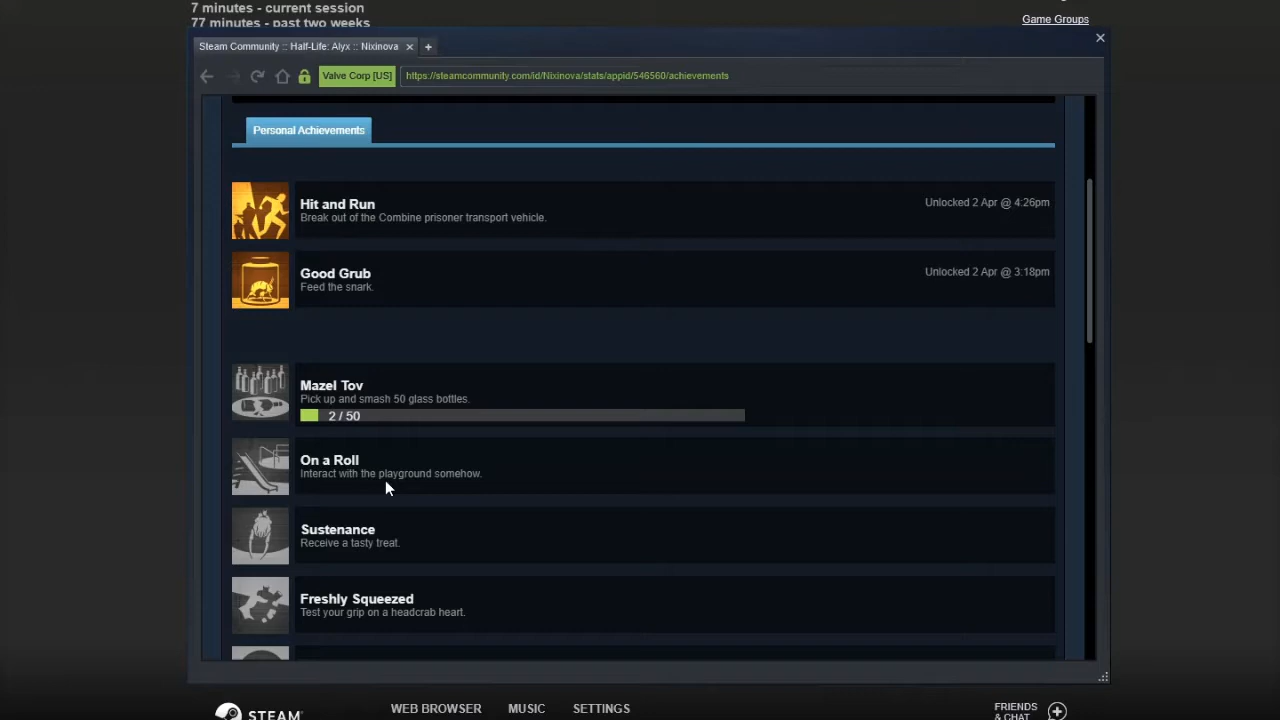 7 minutes - current session
77 minutes - past two weeks
Game Groups
Steam Community :: Half-Life: Alyx :: Nixinova
Valve Corp [US]
https://steamcommunity.com/id/Nixinova/stats/appid/546560/achievements
Personal Achievements
Hit and Run
Break out of the Combine prisoner transport vehicle.
Unlocked 2 Apr @ 4:26pm
Good Grub
Feed the snark.
Unlocked 2 Apr @ 3:18pm
Mazel Tov
Pick up and smash 50 glass bottles.
2 / 50
On a Roll
Interact with the playground somehow.
Sustenance
Receive a tasty treat.
Freshly Squeezed
Test your grip on a headcrab heart.
STEAM
WEB BROWSER
MUSIC
SETTINGS
FRIENDS
& CHAT